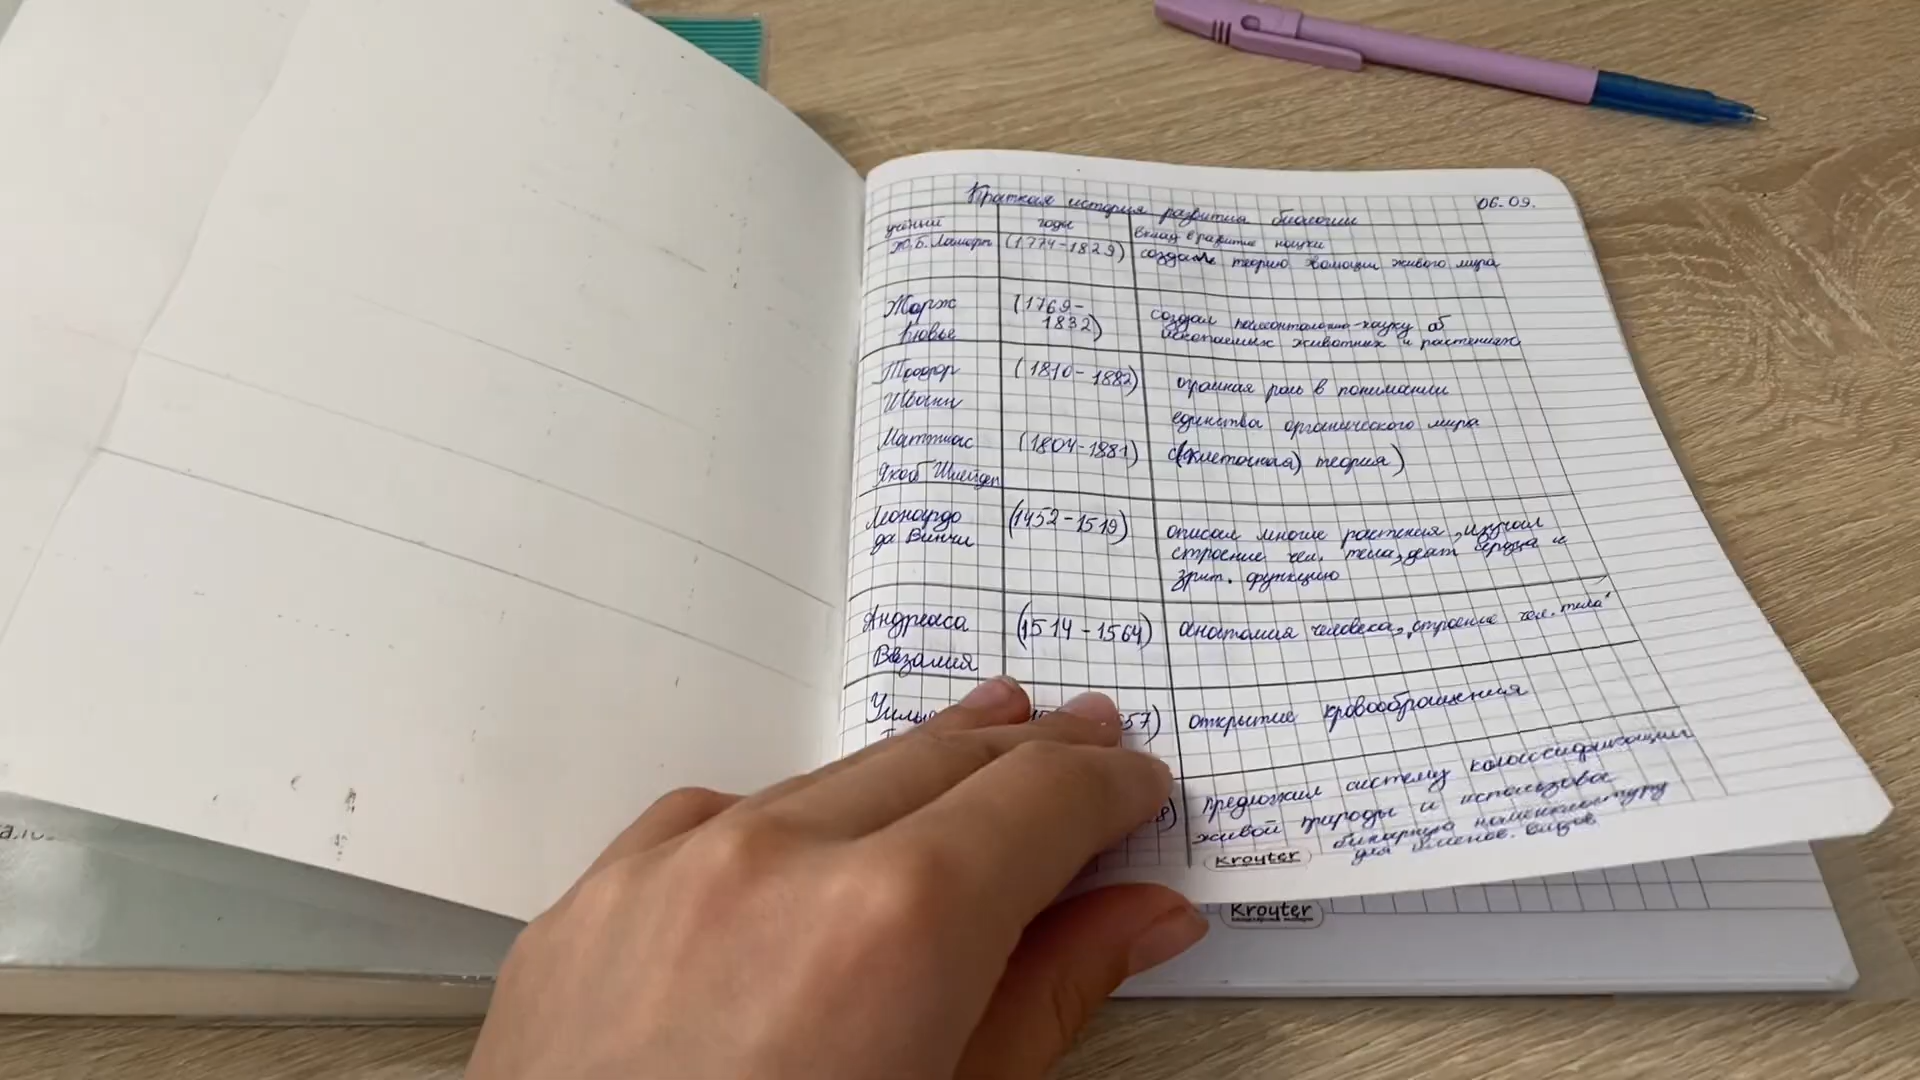 Краткая история развития биологии 06.09.
учёный годы вклад в развитие науки
Ж.Б. Ламарк (1774-1829) создатель теорию эволюции живого мира
Жорж (1769-
Кювье 1832) создал палеонтологию-науку об
ископаемых животных и растениях
Теодор (1810-1882) огромная роль в понимании
Шванн единства органического мира
Маттиас (1804-1881) (клеточная) теория)
Якоб Шлейден
Леонардо (1452-1519) описал многие растения, изучал
да Винчи строение чел. тела, деят сердца и
зрит. функцию
Андреаса (1514-1564) анатомия человека, "строение чел. тела"
Везалия
657) открытие кровообращения
предложил систему классификации
8) живой природы и использовал
бинарную номенклатуру
для видов
Kroyter
Kroyter